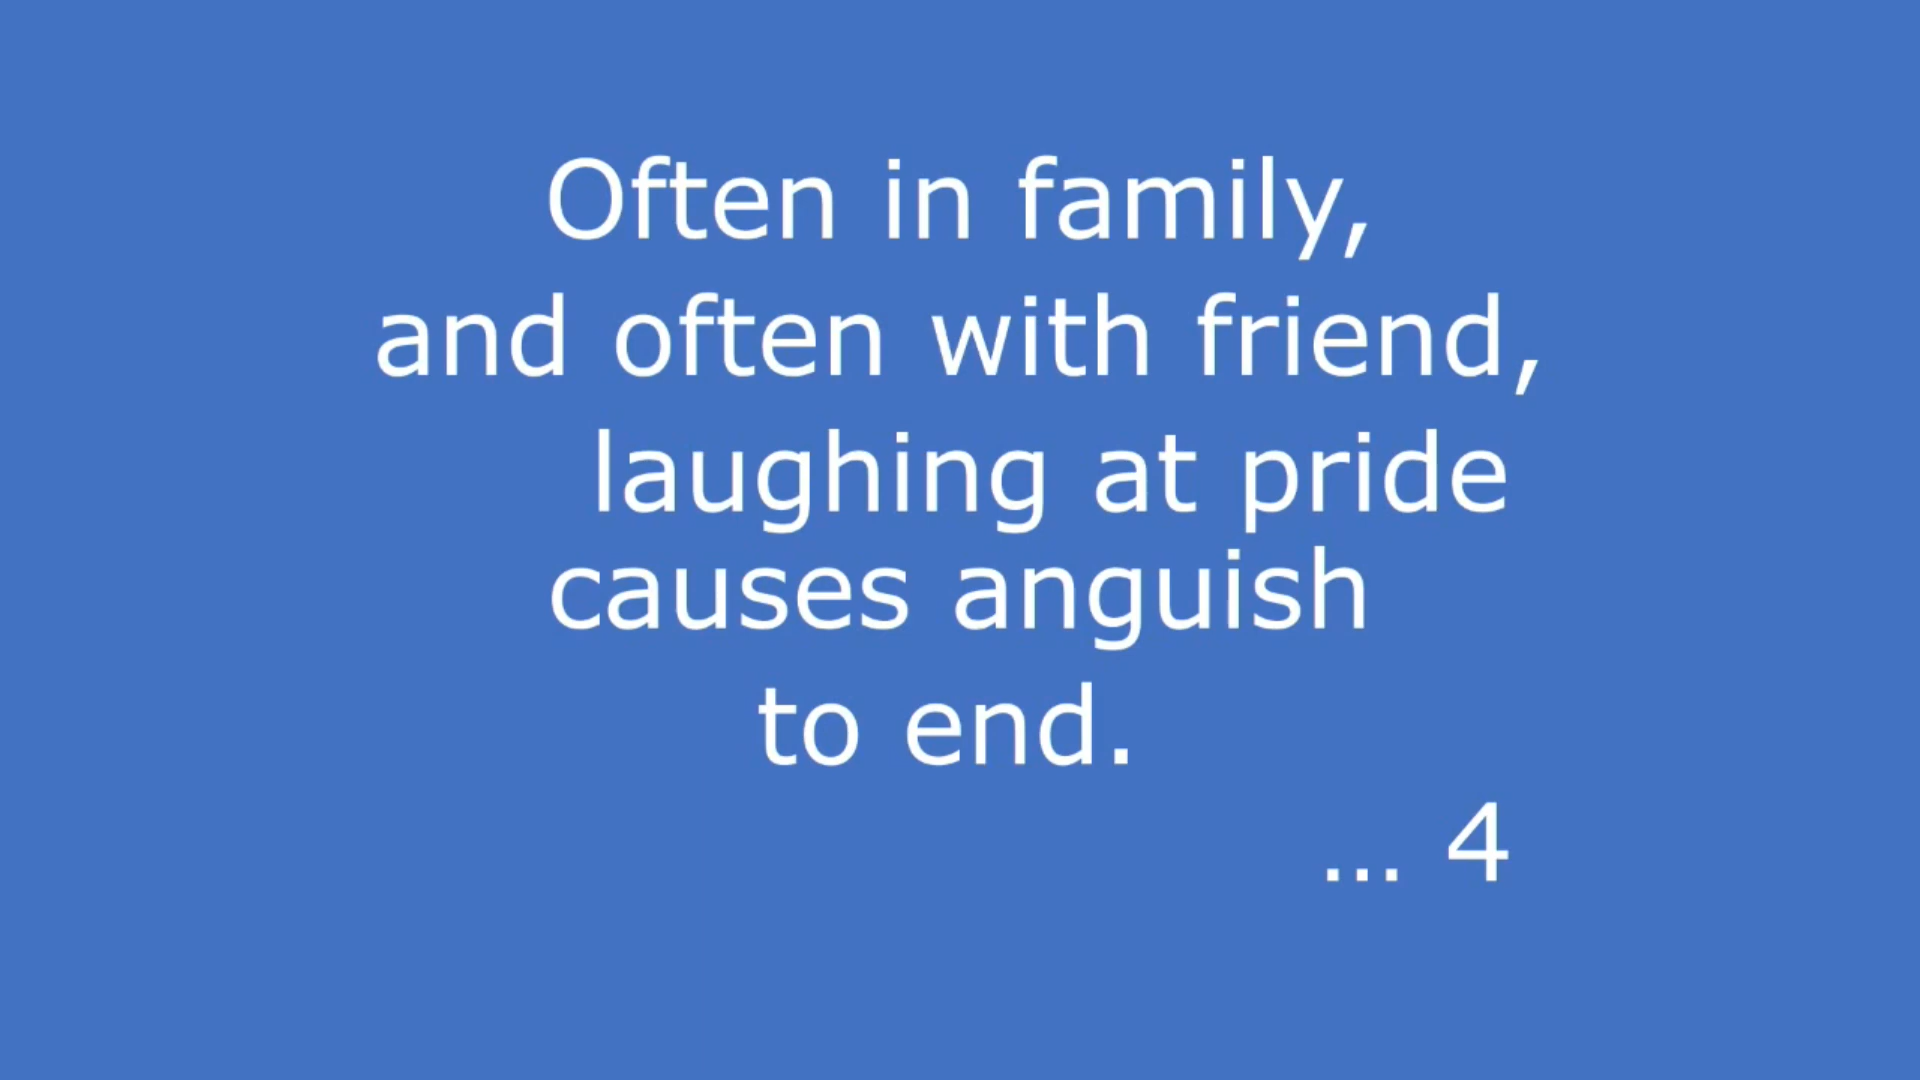 Often in family,
and often with friend,
laughing at pride
causes anguish
to end.
... 4